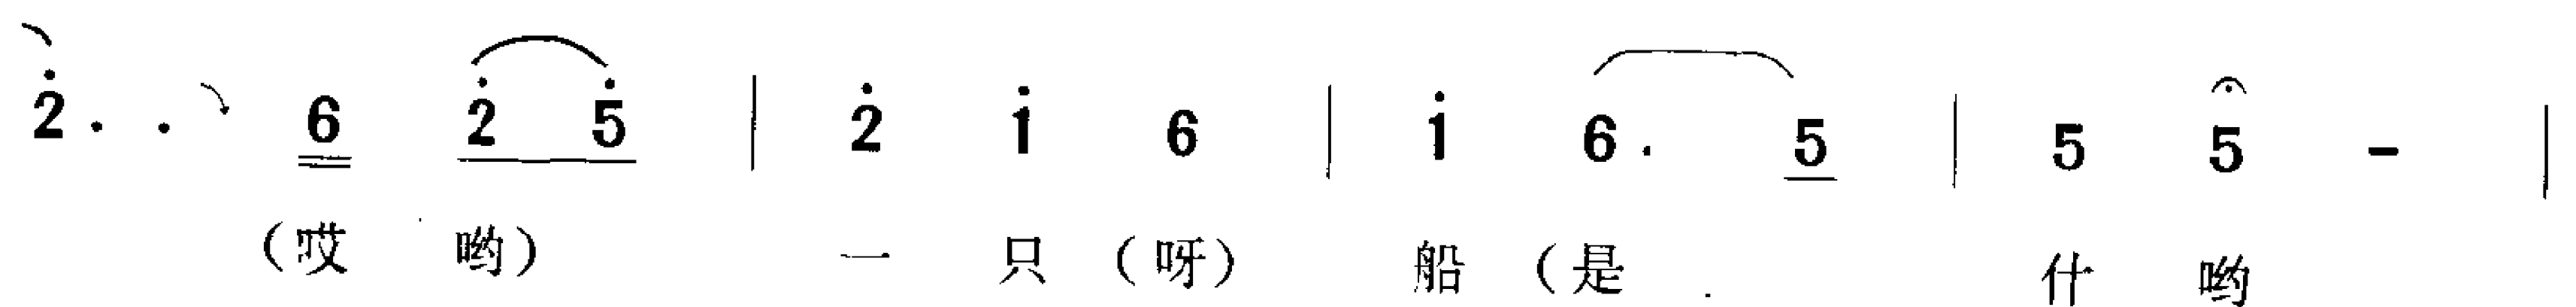 2̇ . . 6 2̇ 5̇ | 2̇ 1̇ 6 | 1̇ 6 . 5 | 5 5 - |
（哎 哟） 一 只（呀） 船（是 什 哟